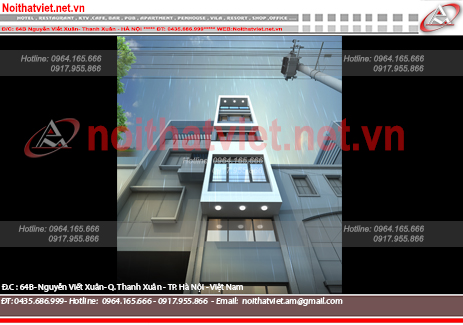 Noithatviet.net.vn
HOTEL, RESTAURANT, KTV, CAFE, BAR, PUB, APARTMENT, PENHOUSE, VILA, RESORT, SHOP, OFFICE ...
Đ/C: 64B Nguyễn Viết Xuân- Thanh Xuân - HÀ NỘI ***** ĐT: 0435.686.999***** WEB:Noithatviet.net.vn
Hotline: 0964.165.666
0917.955.866
Hotline: 0964.165.666
0917.955.866
noithatviet.net.vn
Hotline: 0964.165.666
Hotline: 0964.165.666
0917.955.866
Hotline: 0964.165.666
0917.955.866
Đ.C : 64B- Nguyễn Viết Xuân- Q. Thanh Xuân - TP. Hà Nội - Việt Nam
ĐT: 0435.686.999- Hotline: 0964.165.666 - 0917.955.866 - Email: noithatviet.am@gmail.com